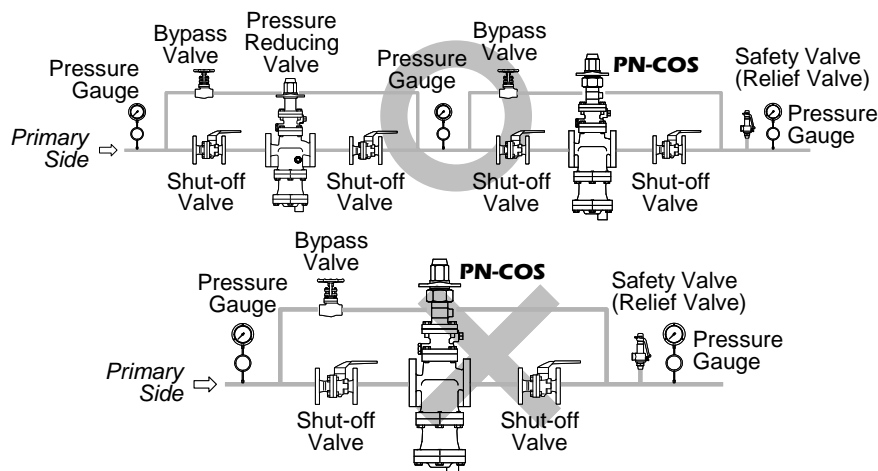 Bypass
Valve
Pressure
Reducing
Valve
Pressure
Gauge
Bypass
Valve
PN-COS
Safety Valve
(Relief Valve)
Pressure
Gauge
Pressure
Gauge
Primary
Side
Shut-off
Valve
Shut-off
Valve
Shut-off
Valve
Shut-off
Valve
Bypass
Valve
PN-COS
Pressure
Gauge
Safety Valve
(Relief Valve)
Pressure
Gauge
Primary
Side
Shut-off
Valve
Shut-off
Valve